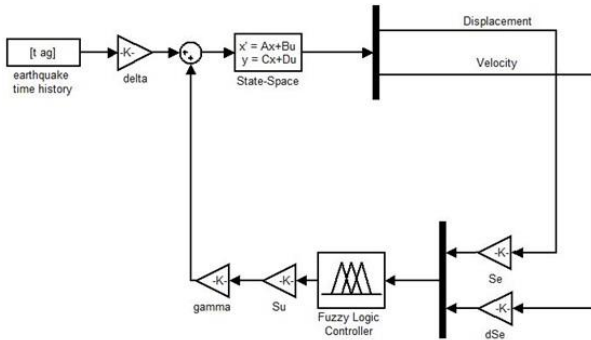 [t ag]
earthquake
time history
-K-
delta
+
+
x' = Ax+Bu
y = Cx+Du
State-Space
Displacement
Velocity
-K-
Se
-K-
dSe
Fuzzy Logic
Controller
-K-
Su
-K-
gamma